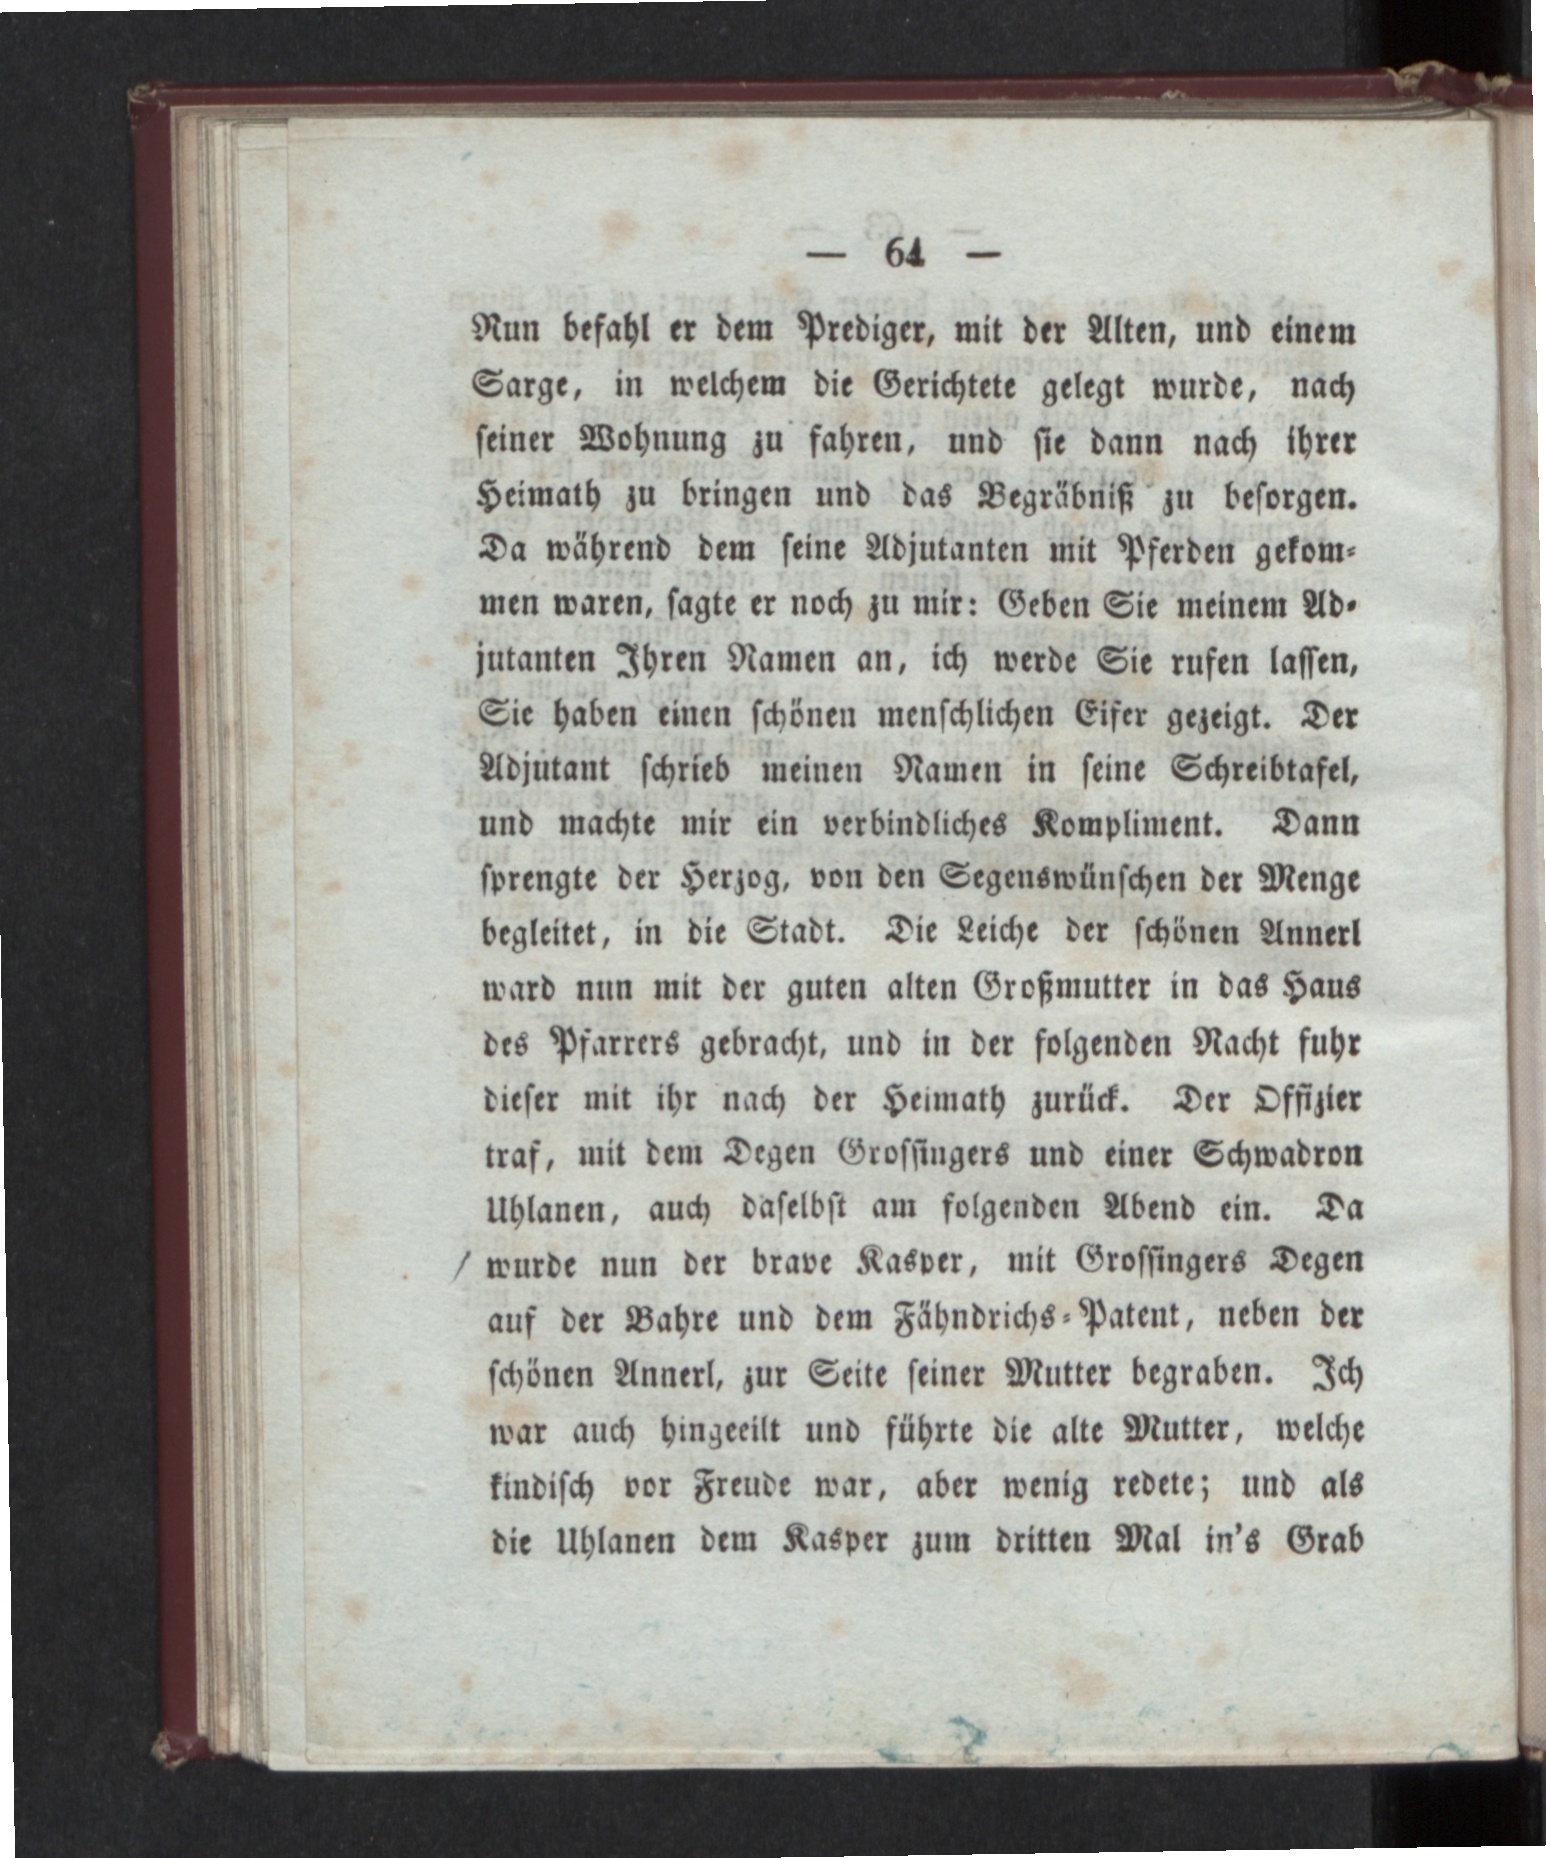 — 64 —
Nun befahl er dem Prediger, mit der Alten, und einem
Sarge, in welchem die Gerichtete gelegt wurde, nach
seiner Wohnung zu fahren, und sie dann nach ihrer
Heimath zu bringen und das Begräbniß zu besorgen.
Da während dem seine Adjutanten mit Pferden gekom-
men waren, sagte er noch zu mir: Geben Sie meinem Ad-
jutanten Ihren Namen an, ich werde Sie rufen lassen,
Sie haben einen schönen menschlichen Eifer gezeigt. Der
Adjutant schrieb meinen Namen in seine Schreibtafel,
und machte mir ein verbindliches Kompliment. Dann
sprengte der Herzog, von den Segenswünschen der Menge
begleitet, in die Stadt. Die Leiche der schönen Annerl
ward nun mit der guten alten Großmutter in das Haus
des Pfarrers gebracht, und in der folgenden Nacht fuhr
dieser mit ihr nach der Heimath zurück. Der Offizier
traf, mit dem Degen Grossingers und einer Schwadron
Uhlanen, auch daselbst am folgenden Abend ein. Da
wurde nun der brave Kasper, mit Grossingers Degen
auf der Bahre und dem Fähndrichs-Patent, neben der
schönen Annerl, zur Seite seiner Mutter begraben. Ich
war auch hingeeilt und führte die alte Mutter, welche
kindisch vor Freude war, aber wenig redete; und als
die Uhlanen dem Kasper zum dritten Mal in's Grab